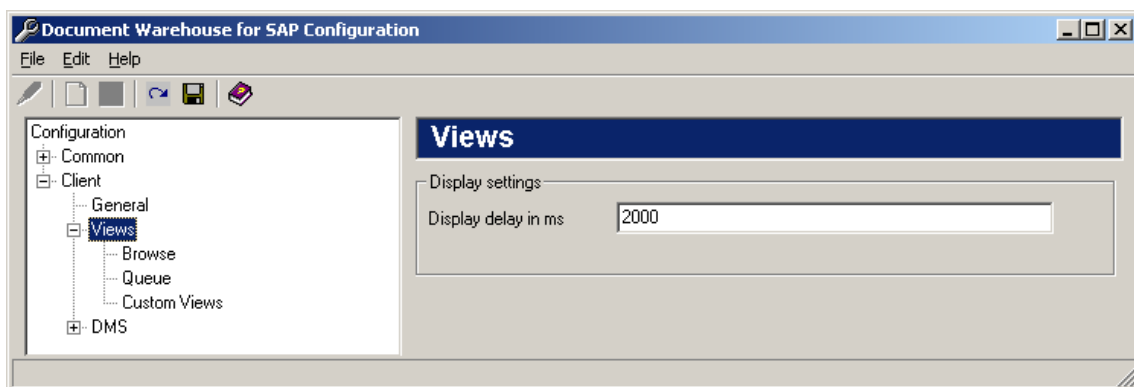 Document Warehouse for SAP Configuration
File Edit Help
Configuration
Common
Client
General
Views
Browse
Queue
Custom Views
DMS
Views
Display settings
Display delay in ms 2000